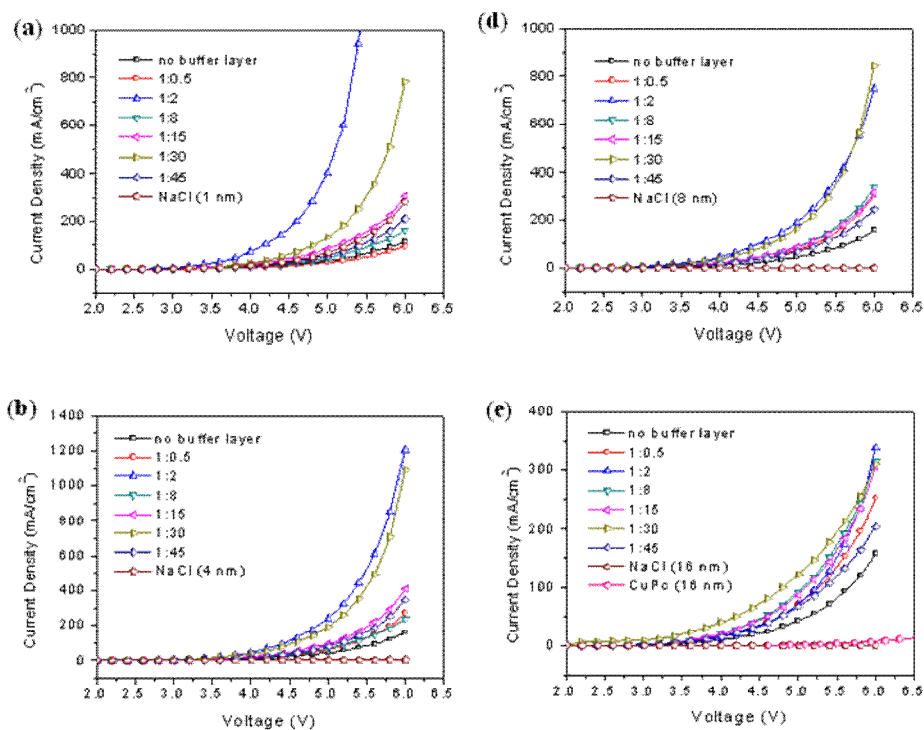 (a)
1000
800
600
400
200
0
Current Density (mA/cm²)
no buffer layer
1:0.5
1:2
1:8
1:15
1:30
1:45
NaCl (1 nm)
2.0 2.5 3.0 3.5 4.0 4.5 5.0 5.5 6.0 6.5
Voltage (V)
(d)
1000
800
600
400
200
0
Current Density (mA/cm²)
no buffer layer
1:0.5
1:2
1:8
1:15
1:30
1:45
NaCl (8 nm)
2.0 2.5 3.0 3.5 4.0 4.5 5.0 5.5 6.0 6.5
Voltage (V)
(b)
1400
1200
1000
800
600
400
200
0
Current Density (mA/cm²)
no buffer layer
1:0.5
1:2
1:8
1:15
1:30
1:45
NaCl (4 nm)
2.0 2.5 3.0 3.5 4.0 4.5 5.0 5.5 6.0 6.5
Voltage (V)
(e)
400
300
200
100
0
Current Density (mA/cm²)
no buffer layer
1:0.5
1:2
1:8
1:15
1:30
1:45
NaCl (16 nm)
CuPc (16 nm)
2.0 2.5 3.0 3.5 4.0 4.5 5.0 5.5 6.0 6.5
Voltage (V)